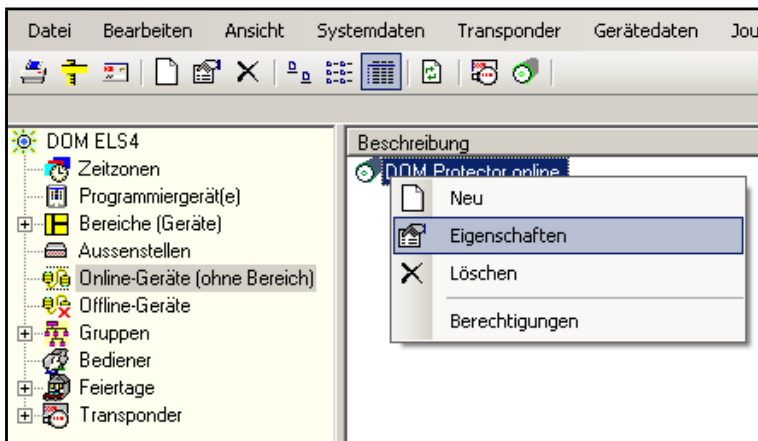 Datei Bearbeiten Ansicht Systemdaten Transponder Gerätedaten Jou
DOM ELS4
Zeitzonen
Programmiergerät(e)
Bereiche (Geräte)
Aussenstellen
Online-Geräte (ohne Bereich)
Offline-Geräte
Gruppen
Bediener
Feiertage
Transponder
Beschreibung
DOM Protector online
Neu
Eigenschaften
Löschen
Berechtigungen